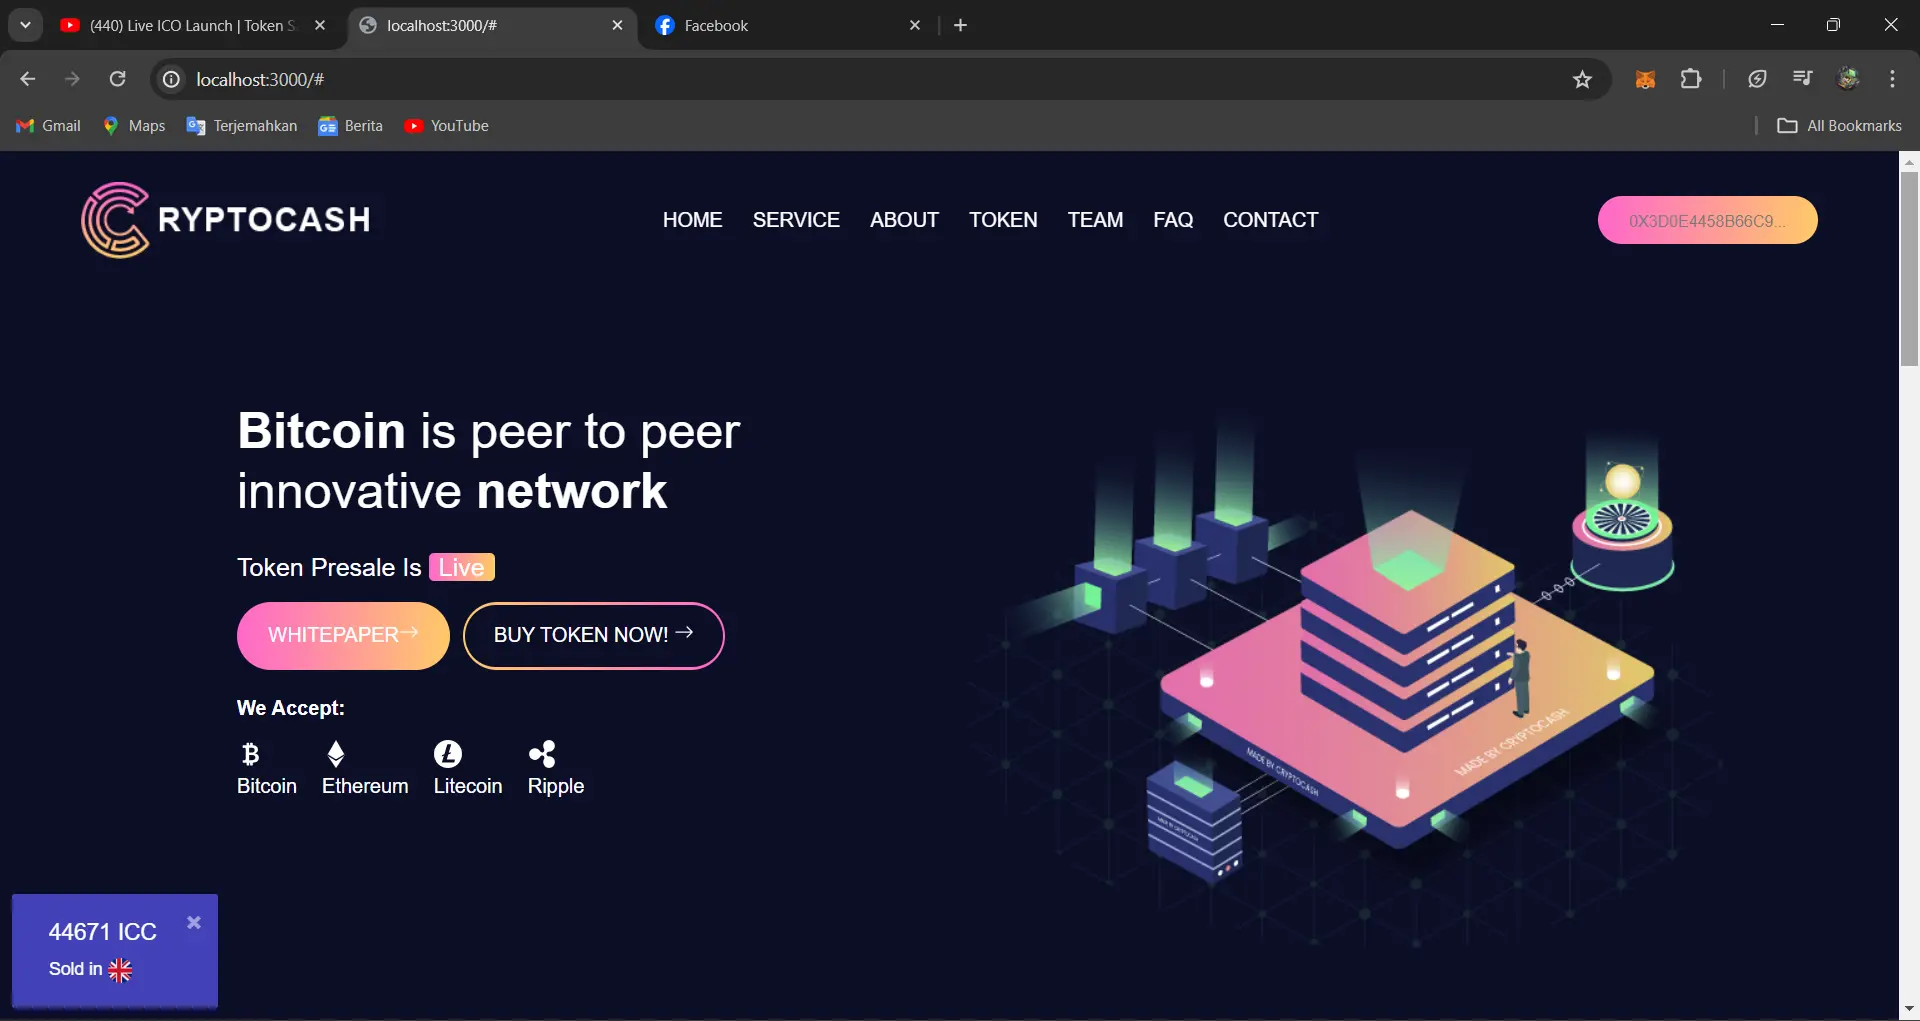 (440) Live ICO Launch | Token S
localhost:3000/#
Facebook
localhost:3000/#
Gmail
Maps
Terjemahkan
Berita
YouTube
All Bookmarks
RYPTOCASH
HOME
SERVICE
ABOUT
TOKEN
TEAM
FAQ
CONTACT
0X3D0E4458B66C9...
Bitcoin is peer to peer
innovative network
Token Presale Is Live
WHITEPAPER→
BUY TOKEN NOW! →
We Accept:
Bitcoin
Ethereum
Litecoin
Ripple
MADE BY CRYPTOCASH
MADE BY CRYPTOCASH
44671 ICC
Sold in